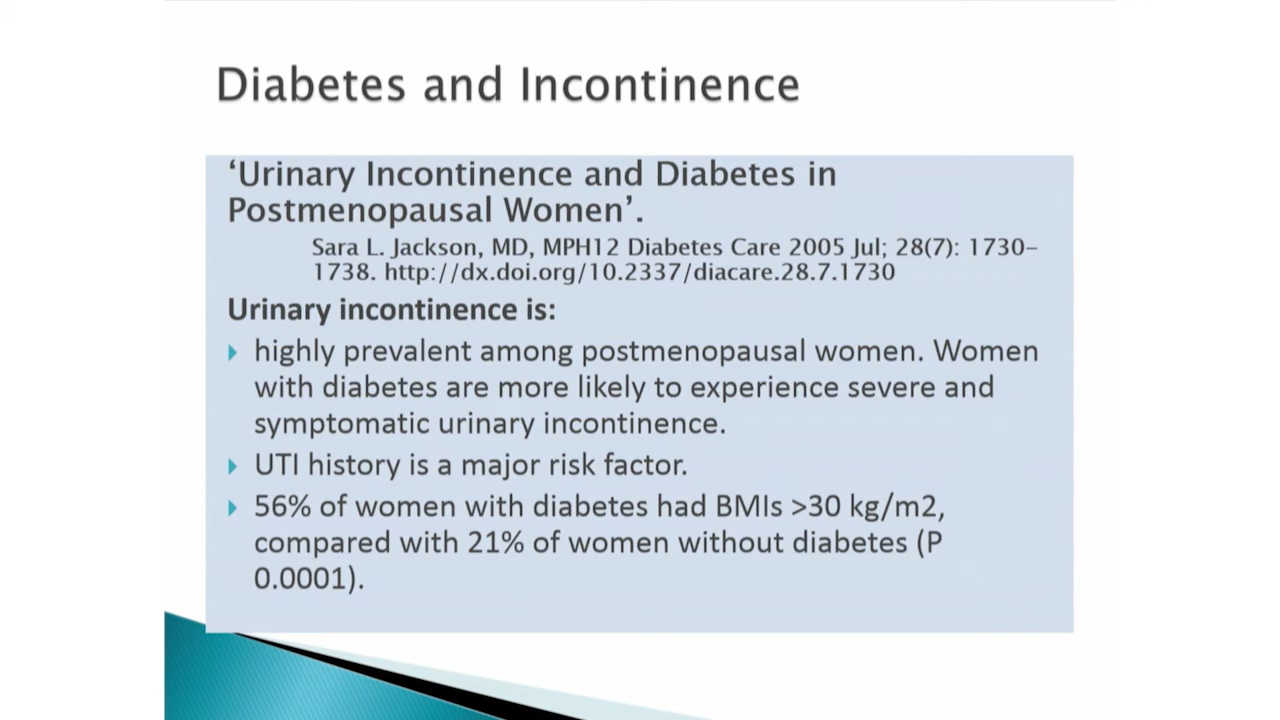 Diabetes and Incontinence
‘Urinary Incontinence and Diabetes in
Postmenopausal Women’.
Sara L. Jackson, MD, MPH12 Diabetes Care 2005 Jul; 28(7): 1730–
1738. http://dx.doi.org/10.2337/diacare.28.7.1730
Urinary incontinence is:
highly prevalent among postmenopausal women. Women
with diabetes are more likely to experience severe and
symptomatic urinary incontinence.
UTI history is a major risk factor.
56% of women with diabetes had BMIs >30 kg/m2,
compared with 21% of women without diabetes (P
0.0001).